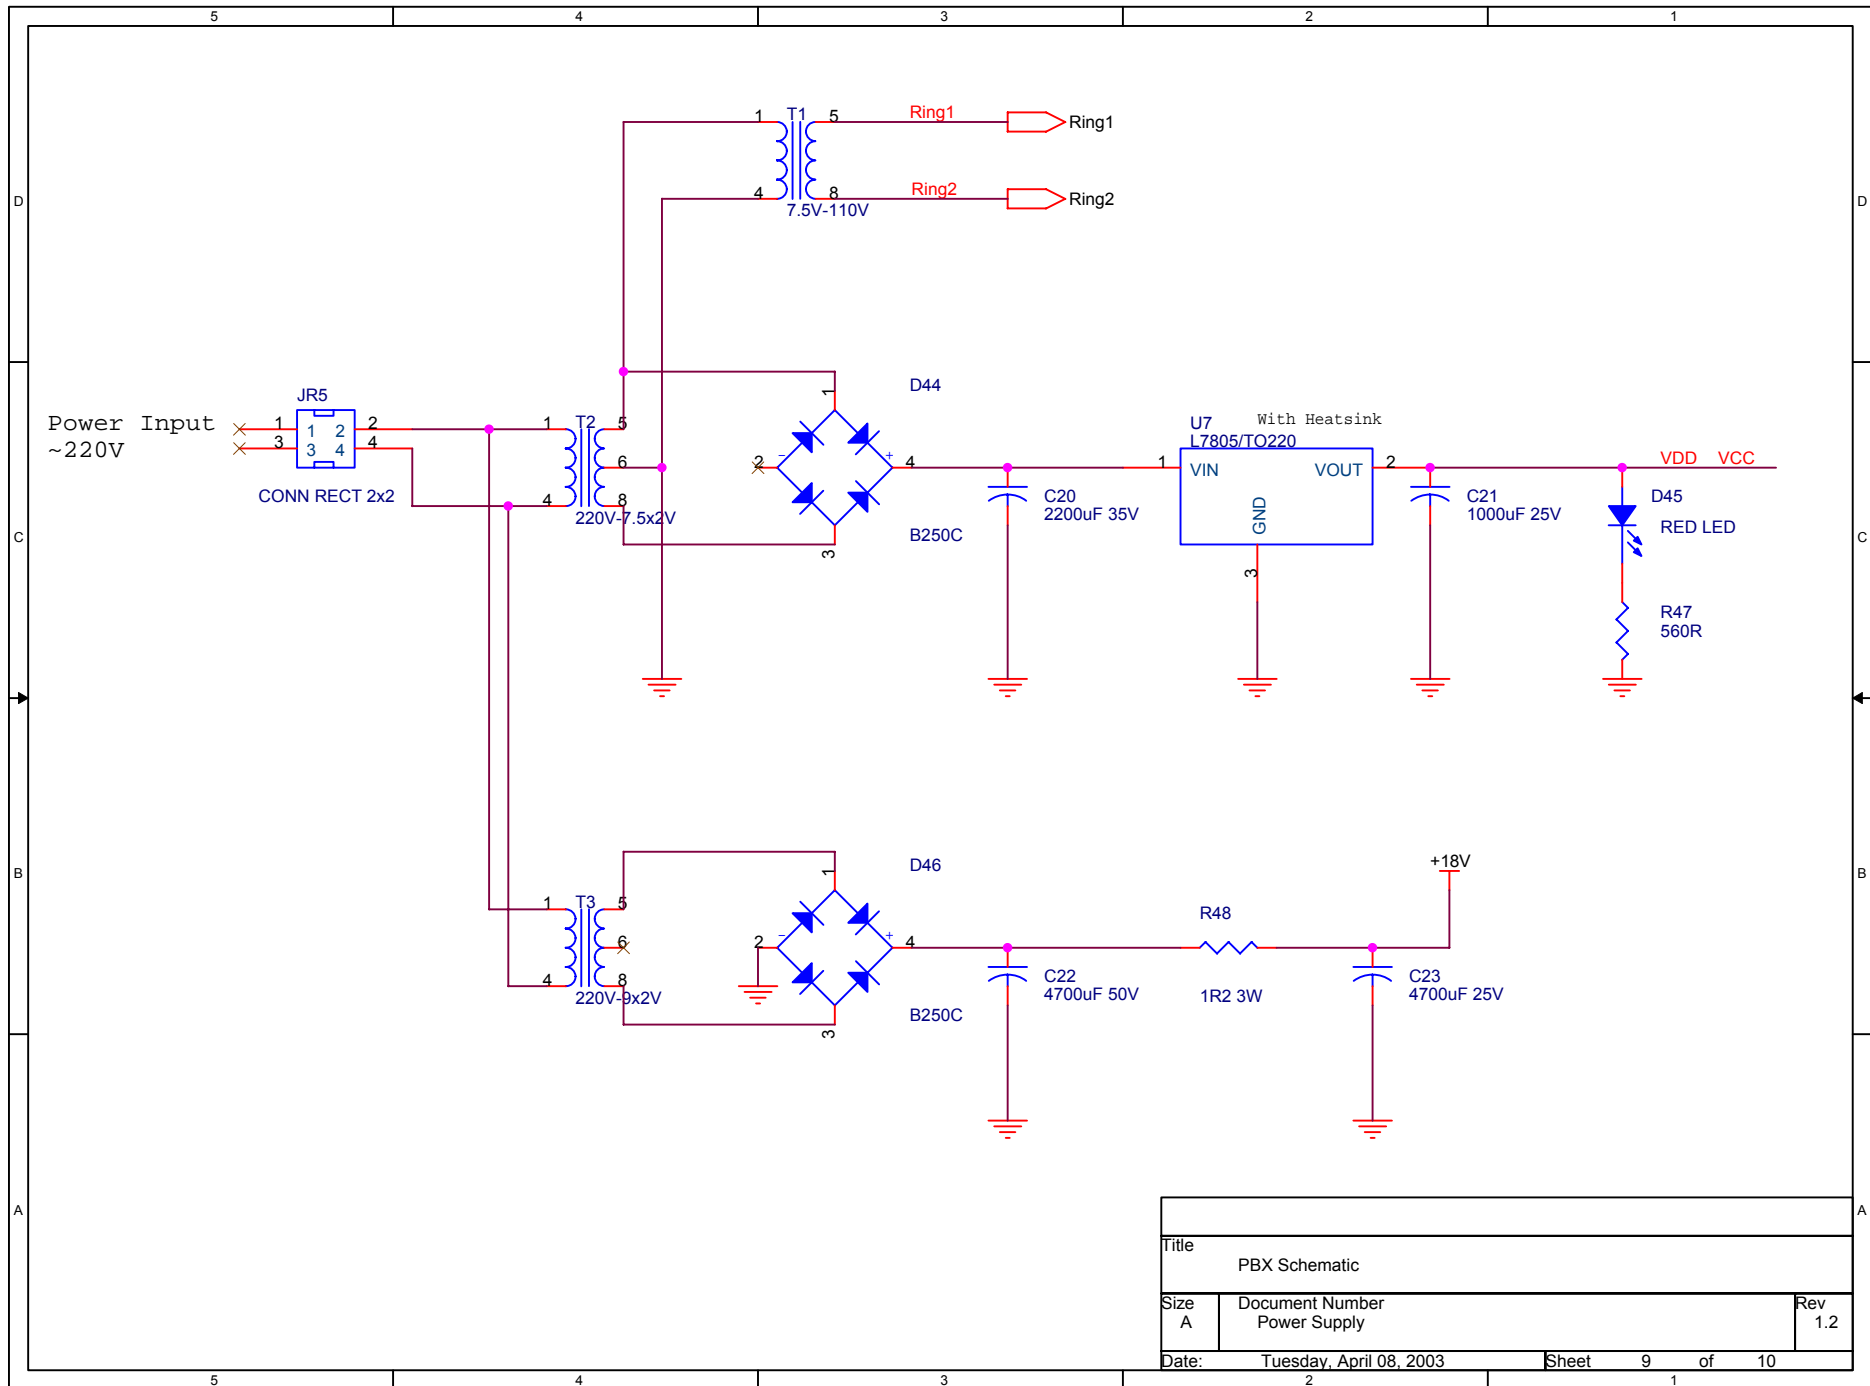 5 4 3 2 1
T1
1 5 Ring1 Ring1
4 8 Ring2 Ring2
7.5V-110V
D D
JR5
Power Input
~220V
1 1 2 2
3 3 4 4
CONN RECT 2x2
T2
1 5
6
4 8
220V-7.5x2V
D44
1
2 - + 4
3
B250C
C20
2200uF 35V
With Heatsink
U7
L7805/TO220
1 VIN VOUT 2
GND
3
C21
1000uF 25V
VDD VCC
D45
RED LED
R47
560R
C C
T3
1 5
6
4 8
220V-9x2V
D46
1
2 - + 4
3
B250C
C22
4700uF 50V
R48
1R2 3W
+18V
C23
4700uF 25V
B B
A A
Title
PBX Schematic
Size Document Number Rev
A Power Supply 1.2
Date: Tuesday, April 08, 2003 Sheet 9 of 10
5 4 3 2 1